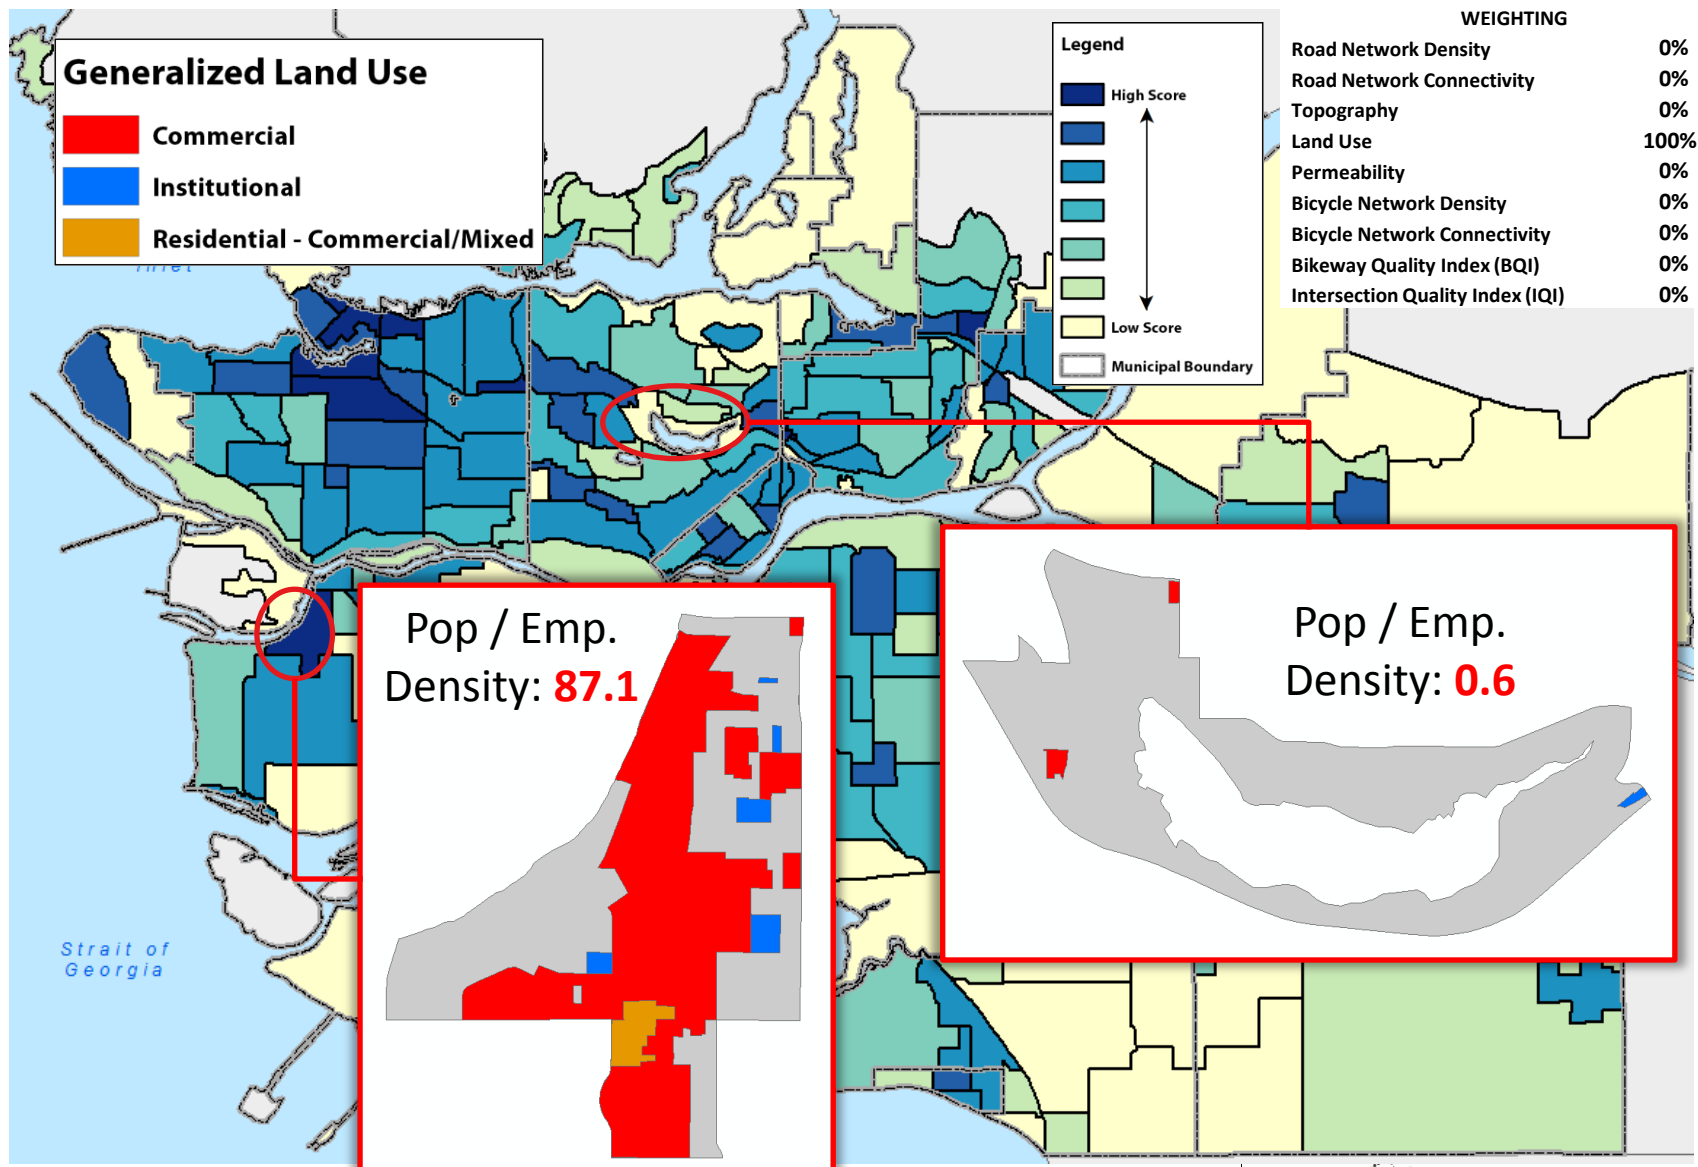 Generalized Land Use
Commercial
Institutional
Residential - Commercial/Mixed
Inlet
Legend
High Score
Low Score
Municipal Boundary
WEIGHTING
Road Network Density 0%
Road Network Connectivity 0%
Topography 0%
Land Use 100%
Permeability 0%
Bicycle Network Density 0%
Bicycle Network Connectivity 0%
Bikeway Quality Index (BQI) 0%
Intersection Quality Index (IQI) 0%
Pop / Emp.
Density: 87.1
Pop / Emp.
Density: 0.6
Strait of
Georgia